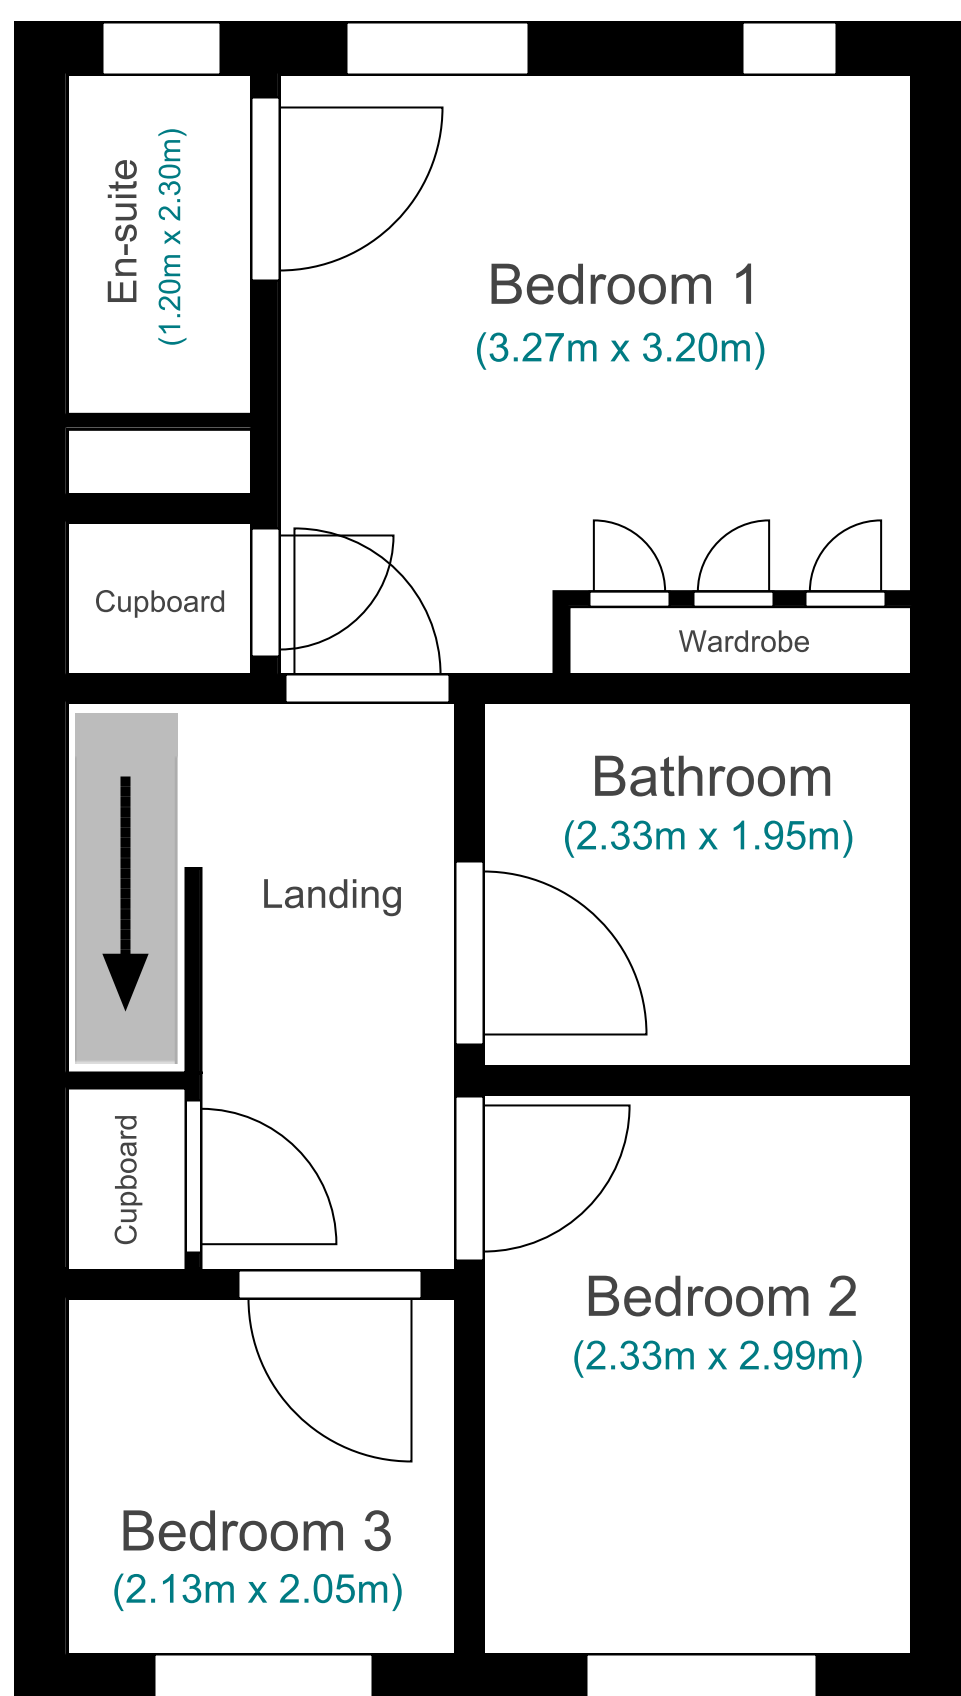 En-suite
(1.20m x 2.30m)
Bedroom 1
(3.27m x 3.20m)
Cupboard
Wardrobe
Bathroom
(2.33m x 1.95m)
Landing
Cupboard
Bedroom 2
(2.33m x 2.99m)
Bedroom 3
(2.13m x 2.05m)